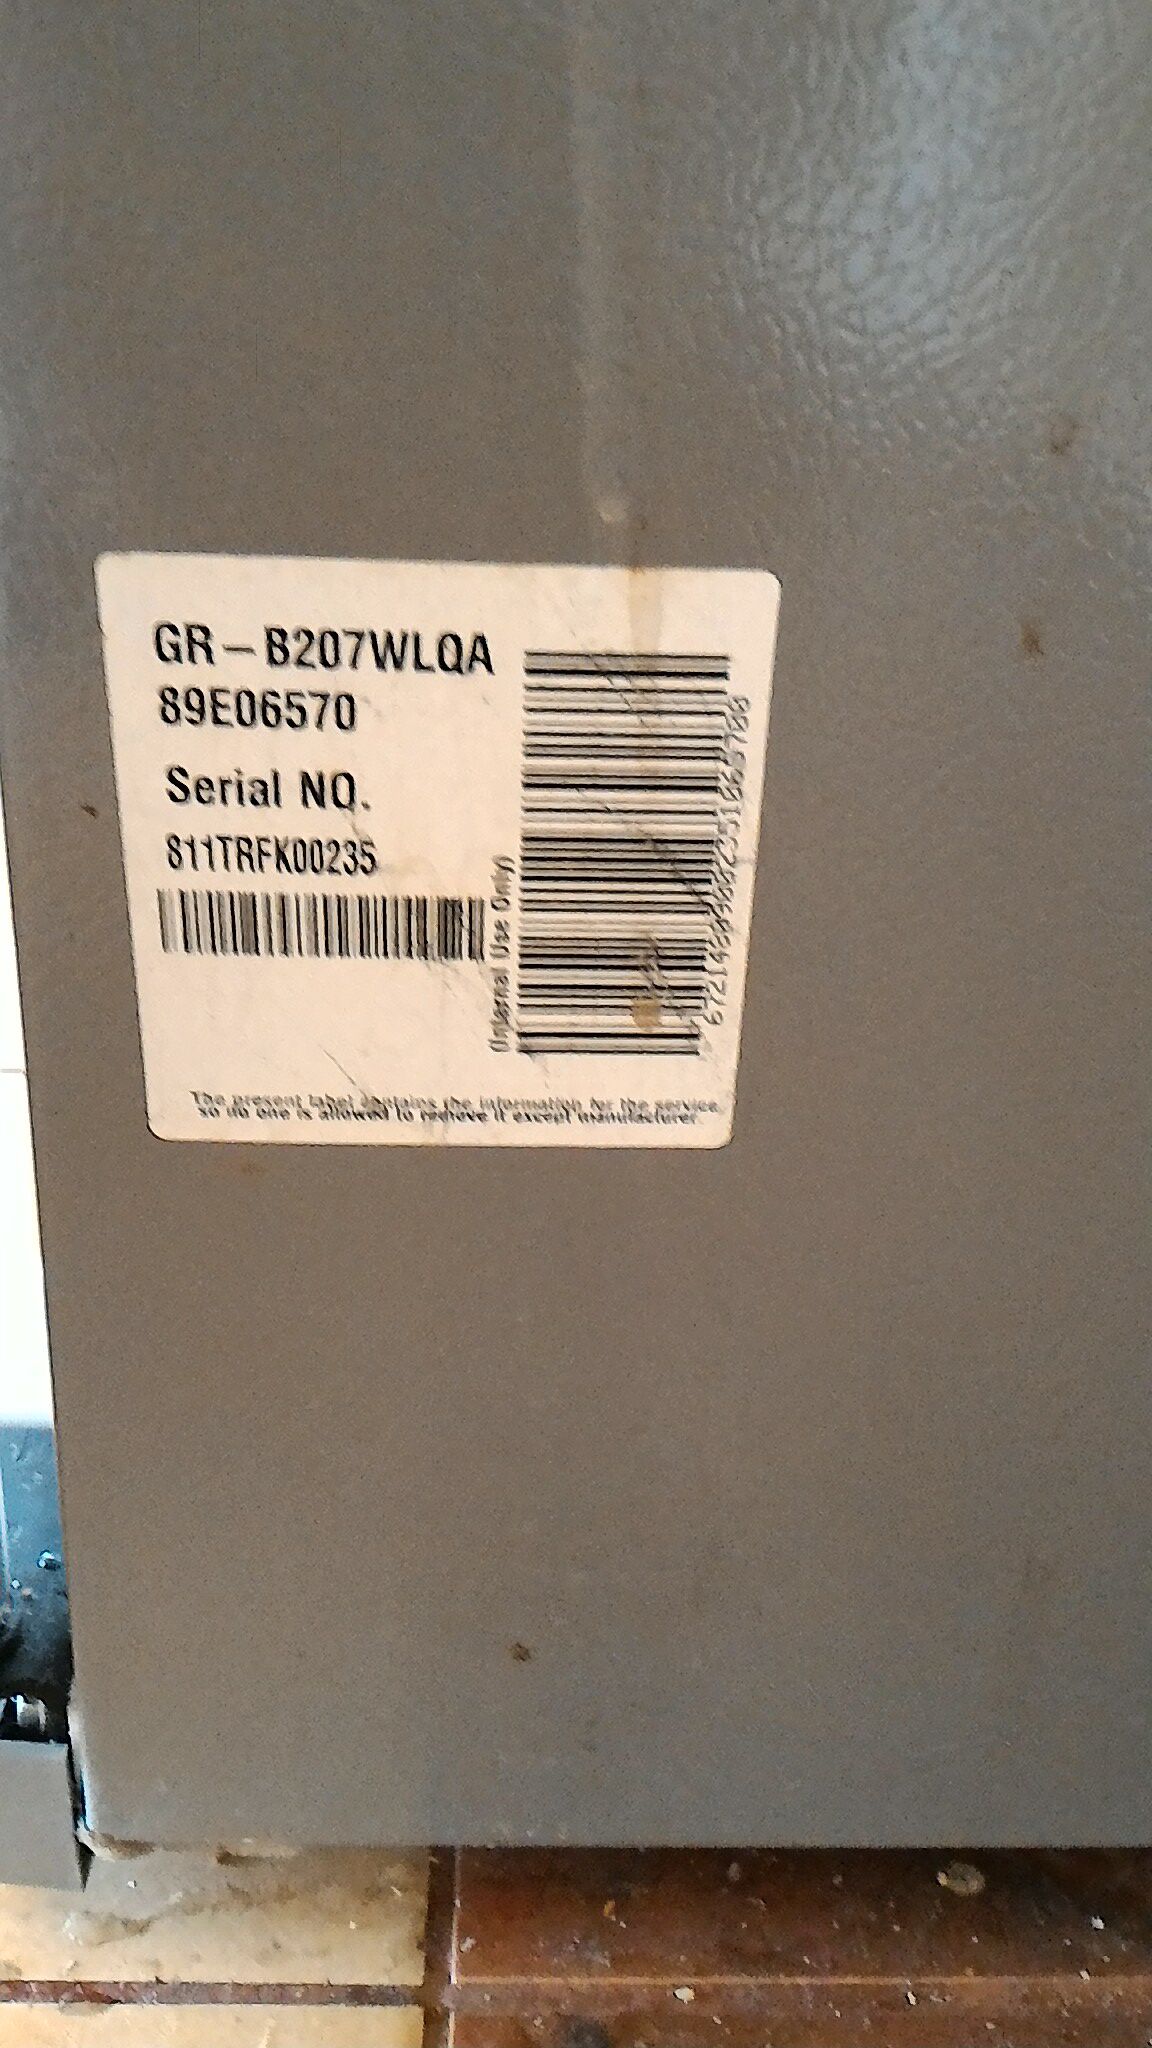 GR-B207WLQA
89E06570
Serial NO.
811TRFK00235
(Internal Use Only)
The present label contains the information for the service,
so no one is allowed to remove it except manufacturer.